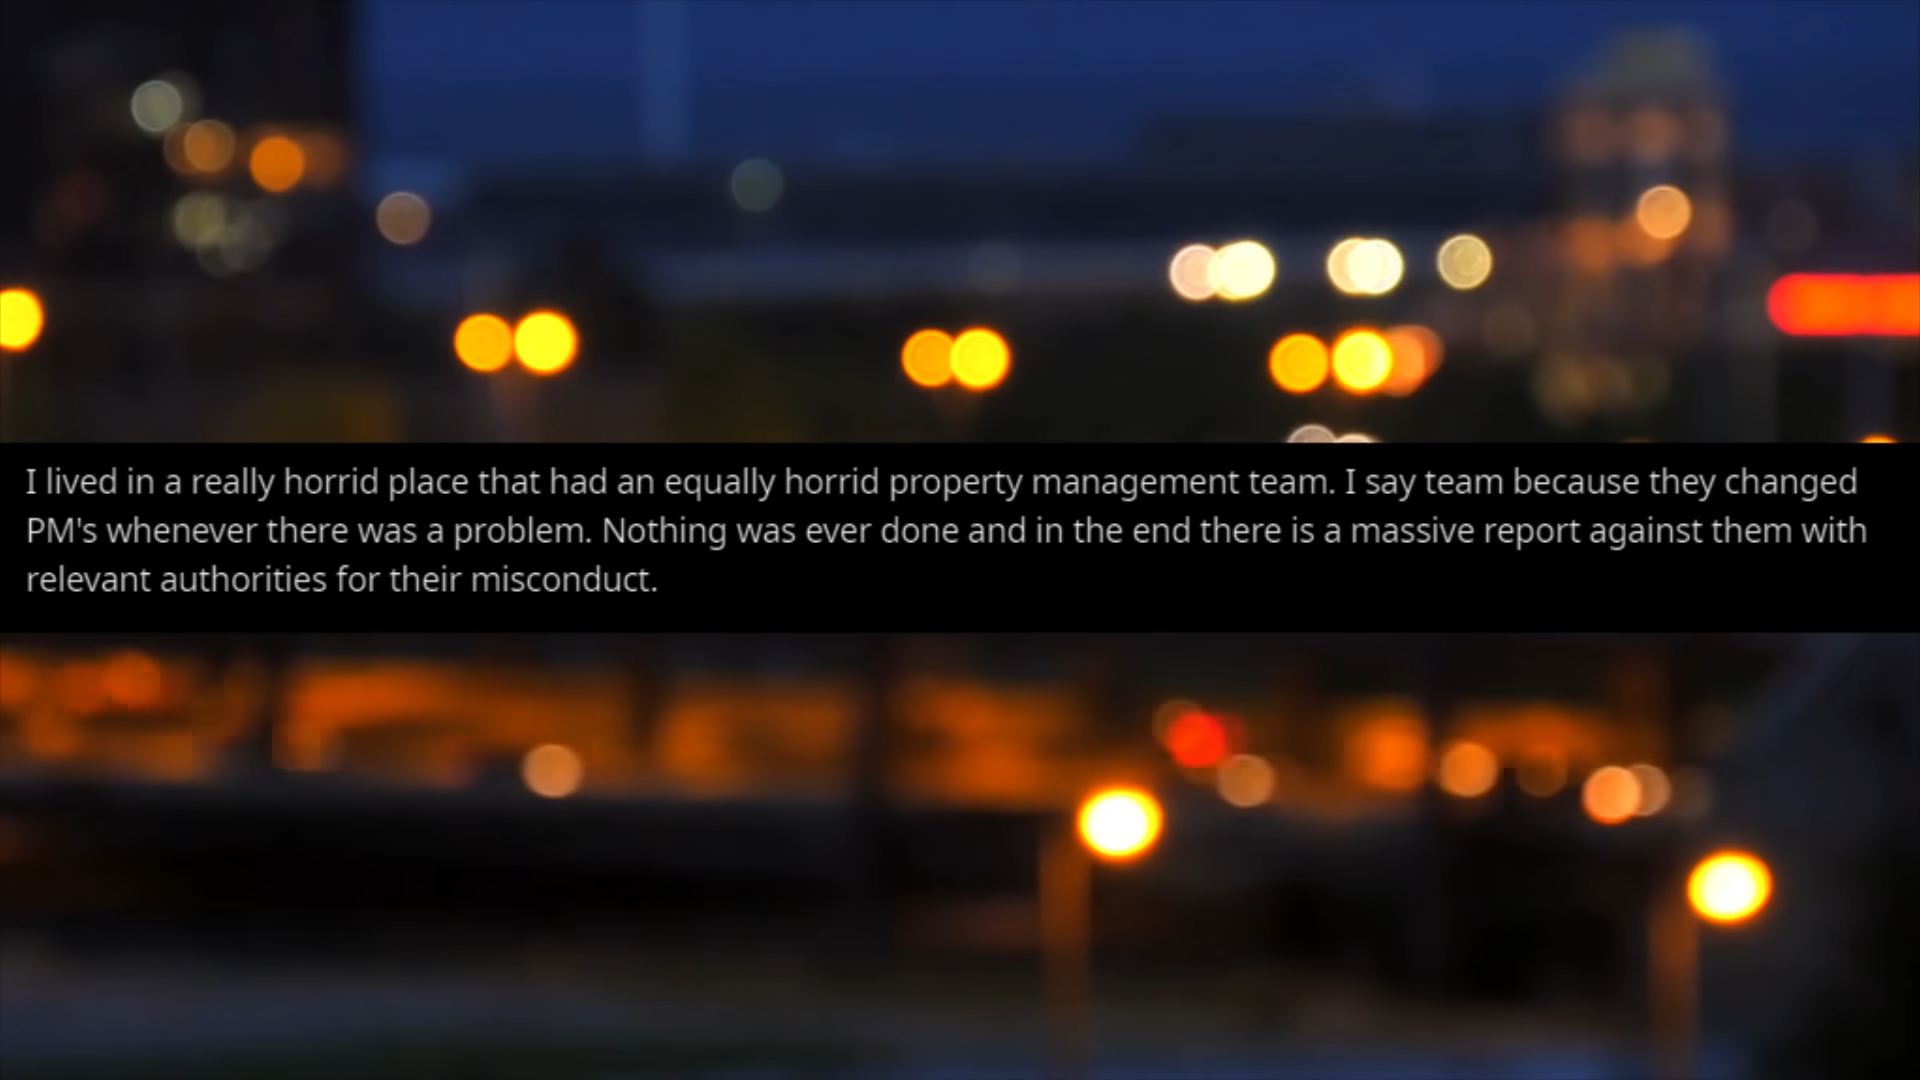 I lived in a really horrid place that had an equally horrid property management team. I say team because they changed
PM's whenever there was a problem. Nothing was ever done and in the end there is a massive report against them with
relevant authorities for their misconduct.